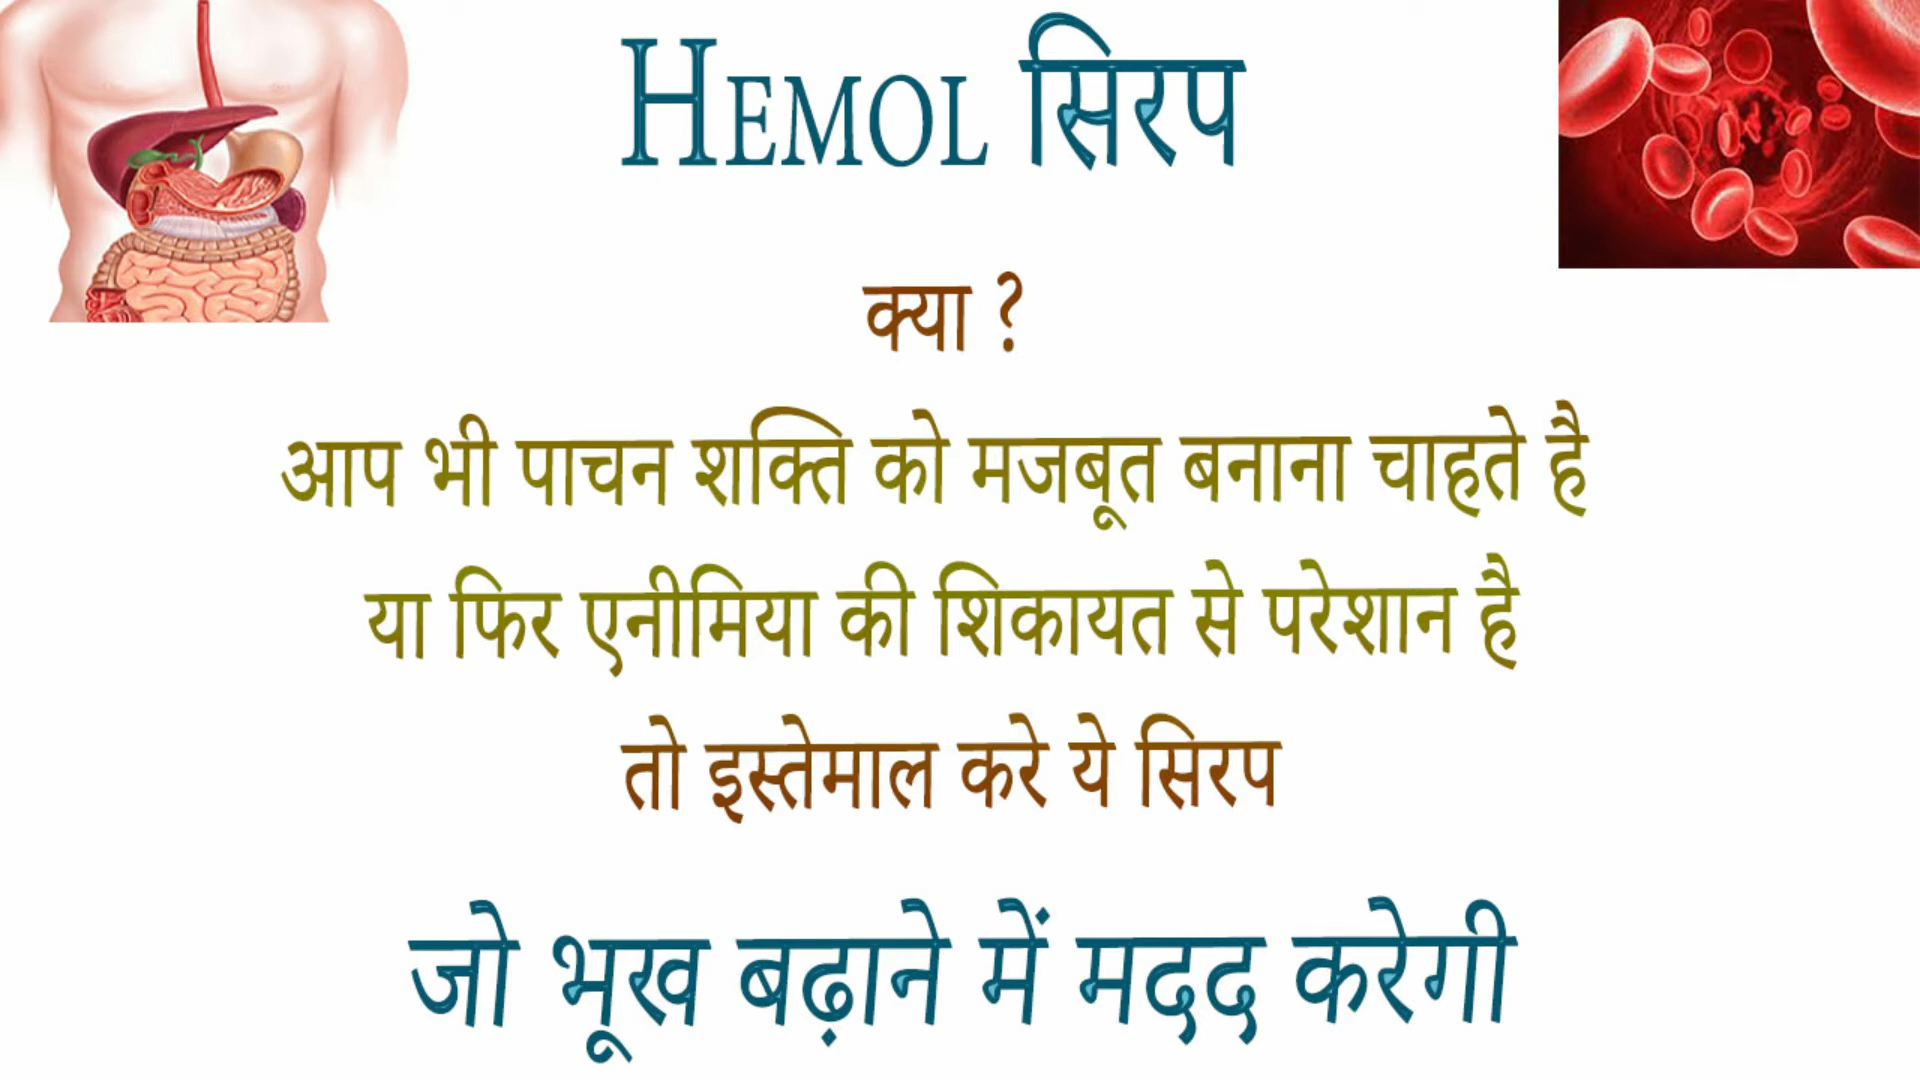 HEMOL सिरप
क्या ?
आप भी पाचन शक्ति को मजबूत बनाना चाहते है
या फिर एनीमिया की शिकायत से परेशान है
तो इस्तेमाल करे ये सिरप
जो भूख बढ़ाने में मदद करेगी